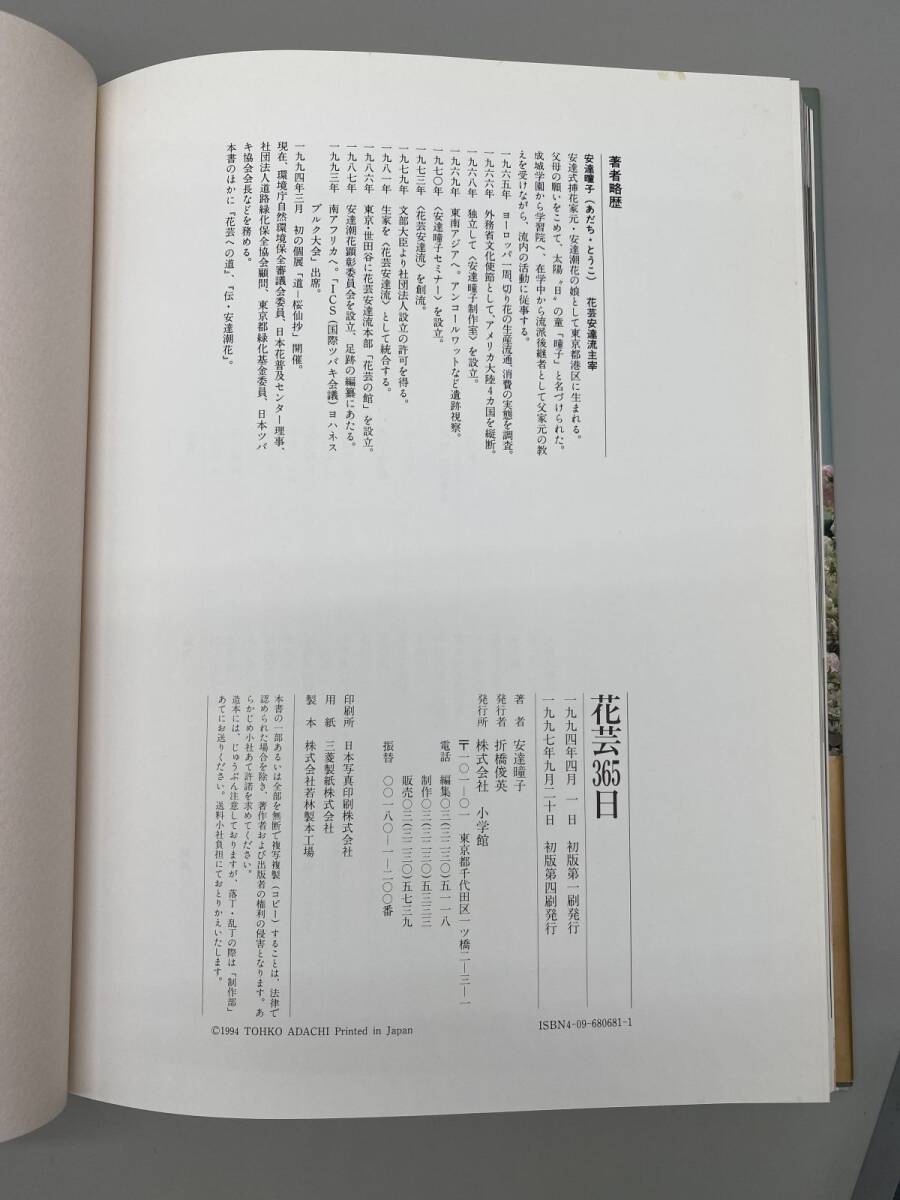 著者略歴
安達瞳子（あだち・とうこ） 花芸安達流主宰
安達式挿花家元・安達潮花の娘として東京都港区に生まれる。
父母の願いをこめて、太陽〝日〟の童「曈子」と名づけられた。
成城学園から学習院へ、在学中から流派後継者として父家元の教
えを受けながら、流内の活動に従事する。
一九六五年 ヨーロッパ一周、切り花の生産流通、消費の実態を調査。
一九六六年 外務省文化使節として、アメリカ大陸4カ国を縦断。
一九六八年 独立して〈安達曈子制作室〉を設立。
一九六九年 東南アジアへ。アンコールワットなど遺跡視察。
一九七〇年 〈安達曈子セミナー〉を設立。
一九七三年 〈花芸安達流〉を創流。
一九七九年 文部大臣より社団法人設立の許可を得る。
一九八一年 生家を〈花芸安達流〉として統合する。
一九八六年 東京・世田谷に花芸安達流本部「花芸の館」を設立。
一九八七年 安達潮花顕彰委員会を設立、足跡の編纂にあたる。
一九九三年 南アフリカへ。「ICS（国際ツバキ会議）ヨハネス
ブルク大会」出席。
一九九四年三月 初の個展「道―桜仙抄」開催。
現在、環境庁自然環境保全審議会委員、日本花普及センター理事、
社団法人道路緑化保全協会顧問、東京都緑化基金委員、日本ツバ
キ協会会長などを務める。
本書のほかに『花芸への道』、『伝・安達潮花』。
花芸365日
一九九四年四月 一日 初版第一刷発行
一九九七年九月二十日 初版第四刷発行
著 者 安達曈子
発行者 折橋俊英
発行所 株式会社 小学館
〒一〇一―〇一 東京都千代田区一ツ橋二―三―一
電話 編集〇三（三二三〇）五一一八
制作〇三（三二三〇）五三三三
販売〇三（三二三〇）五七三九
振替 〇〇一八〇―一―二〇〇番
印刷所 日本写真印刷株式会社
用 紙 三菱製紙株式会社
製 本 株式会社若林製本工場
本書の一部あるいは全部を無断で複写複製（コピー）することは、法律で
認められた場合を除き、著作者および出版者の権利の侵害となります。あ
らかじめ小社あて許諾を求めてください。
造本には、じゅうぶん注意しておりますが、落丁・乱丁の際は「制作部」
あてにお送りください。送料小社負担にておとりかえいたします。
ISBN4-09-680681-1
©1994 TOHKO ADACHI Printed in Japan